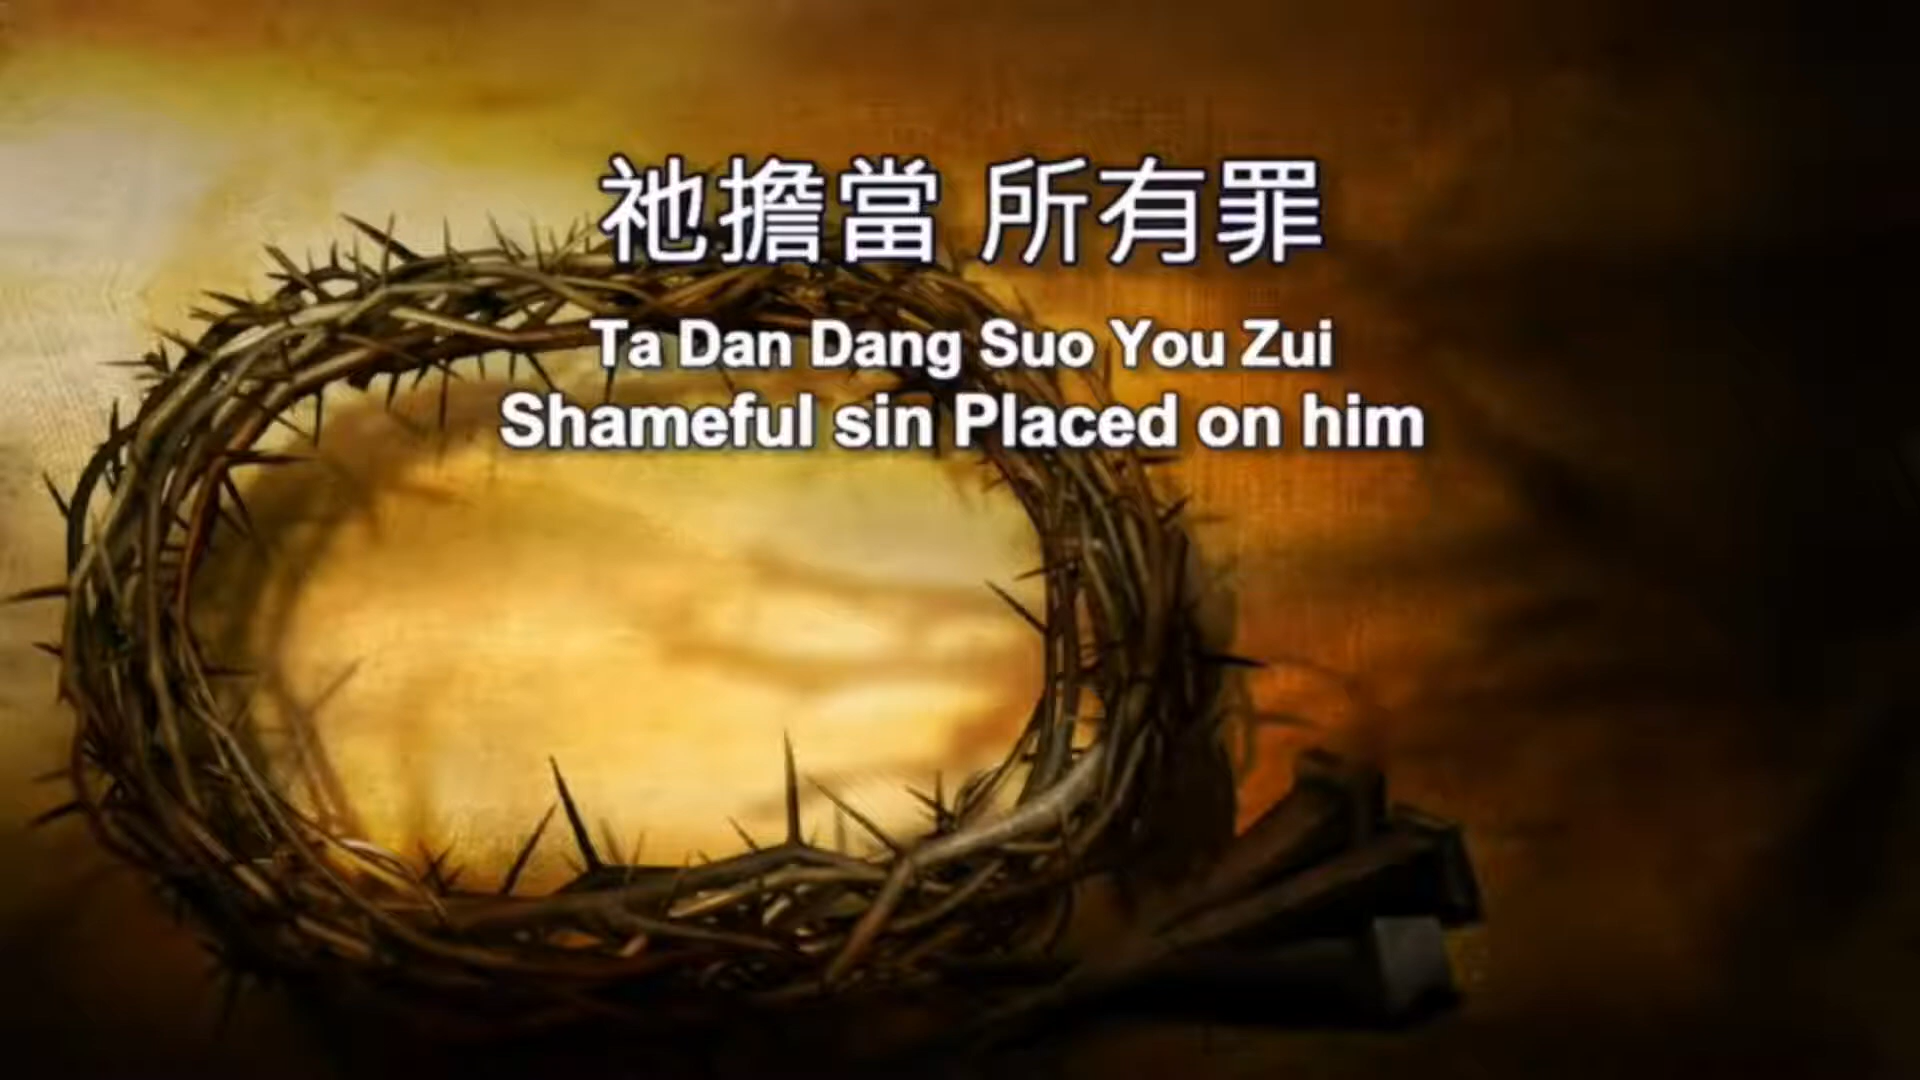 祂擔當 所有罪
Ta Dan Dang Suo You Zui
Shameful sin Placed on him